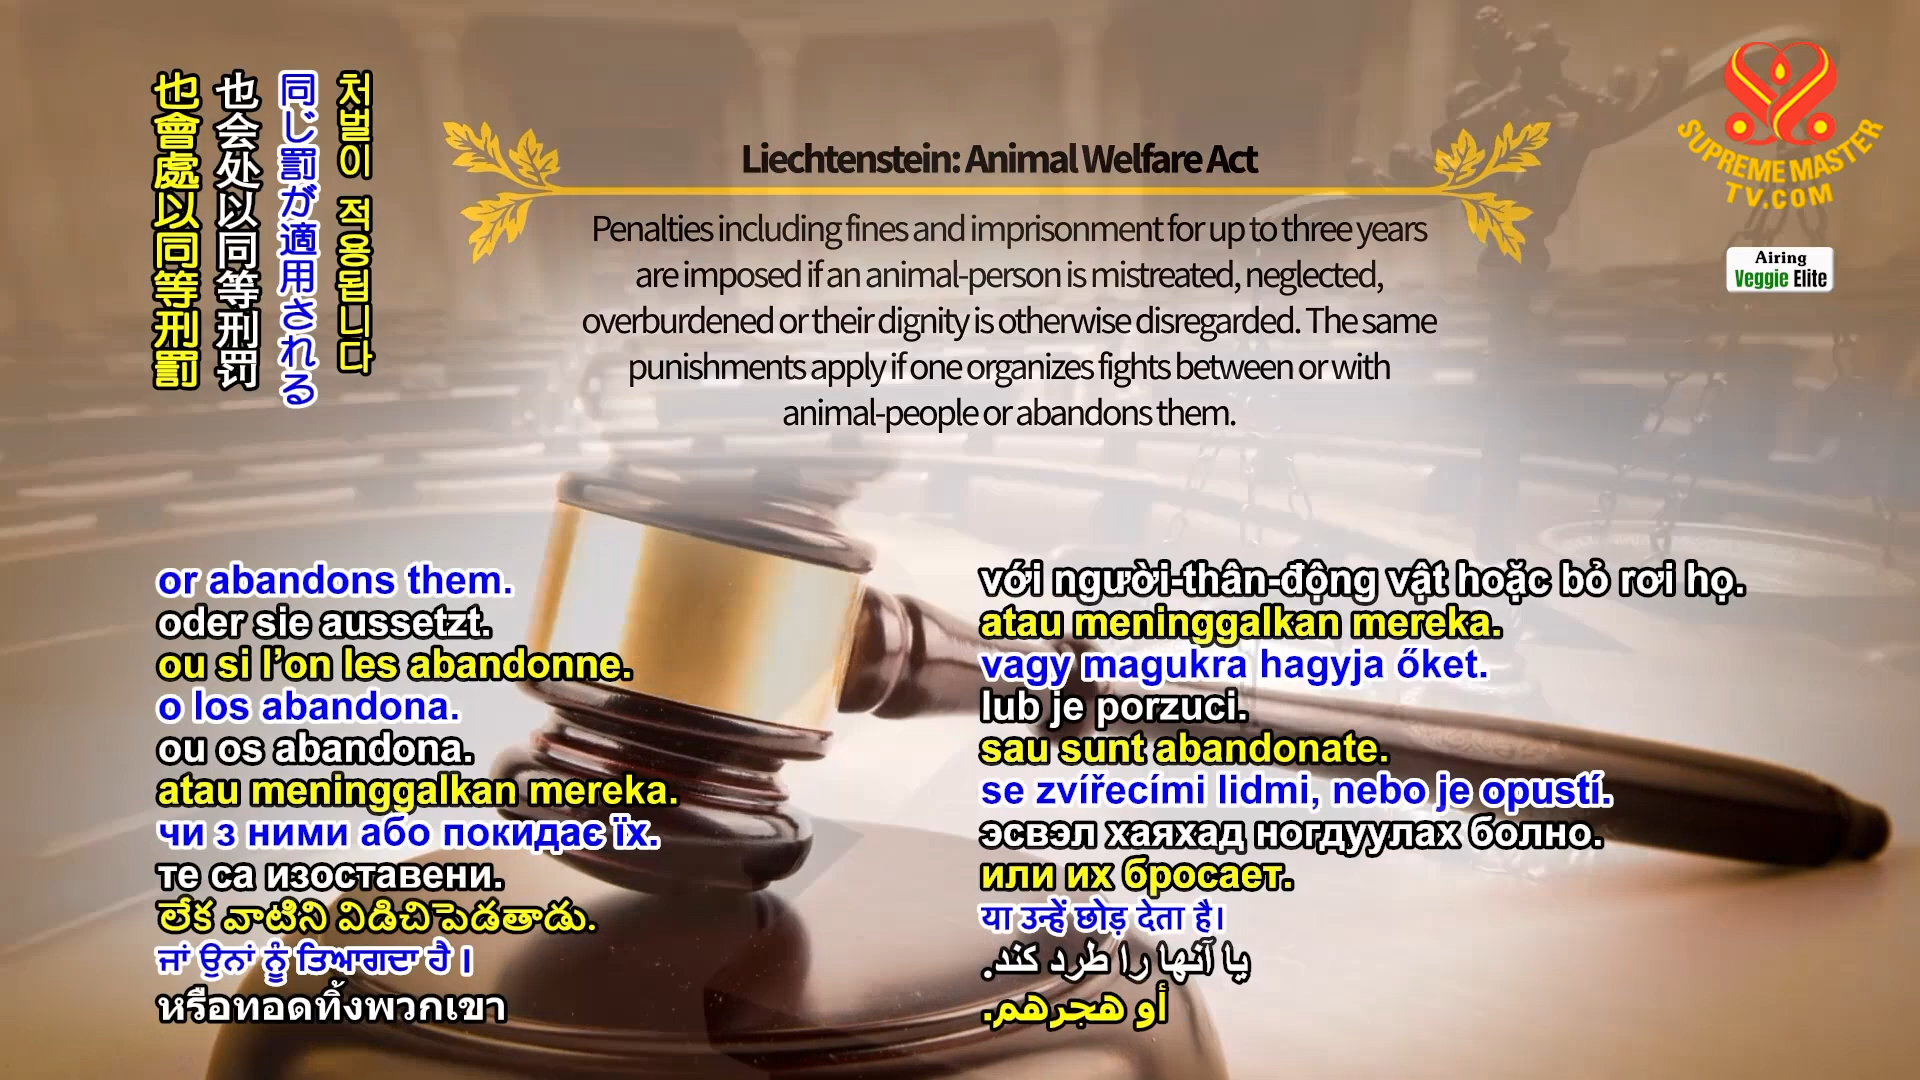 처벌이 적용됩니다
同じ罰が適用される
也会处以同等刑罚
也會處以同等刑罰
SUPREME MASTER
TV.COM
Airing
Veggie Elite
Liechtenstein: Animal Welfare Act
Penalties including fines and imprisonment for up to three years
are imposed if an animal-person is mistreated, neglected,
overburdened or their dignity is otherwise disregarded. The same
punishments apply if one organizes fights between or with
animal-people or abandons them.
or abandons them.
oder sie aussetzt.
ou si l’on les abandonne.
o los abandona.
ou os abandona.
atau meninggalkan mereka.
чи з ними або покидає їх.
те са изоставени.
లేక వాటిని విడిచిపెడతాడు.
ਜਾਂ ਉਨਾਂ ਨੂੰ ਤਿਆਗਦਾ ਹੈ।
หรือทอดทิ้งพวกเขา
với người-thân-động vật hoặc bỏ rơi họ.
atau meninggalkan mereka.
vagy magukra hagyja őket.
lub je porzuci.
sau sunt abandonate.
se zvířecími lidmi, nebo je opustí.
эсвэл хаяхад ногдуулах болно.
или их бросает.
या उन्हें छोड़ देता है।
یا آنها را طرد کند.
أو هجرهم.